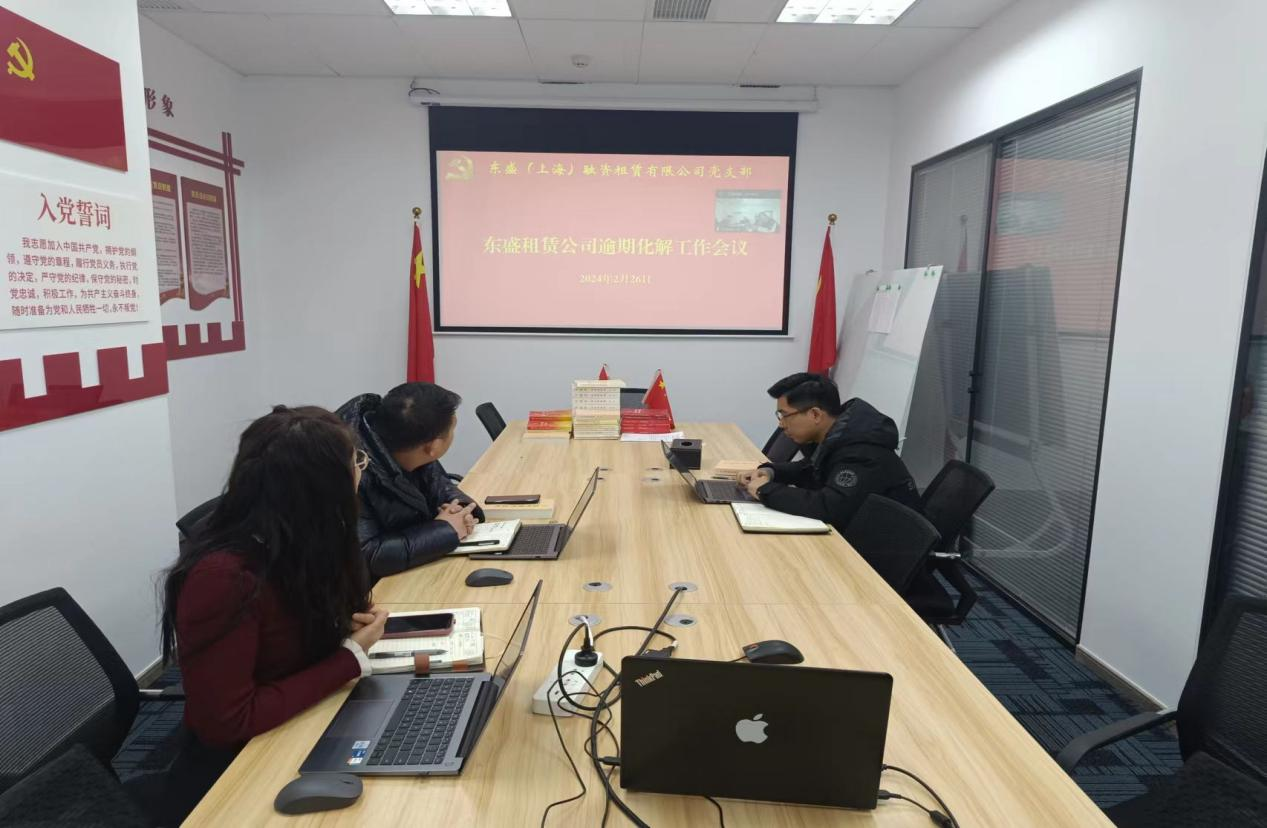 形象
入党誓词
我志愿加入中国共产党，拥护党的纲
领，遵守党的章程，履行党员义务，执行党
的决定，严守党的纪律，保守党的秘密，对
党忠诚，积极工作，为共产主义奋斗终身，
随时准备为党和人民牺牲一切，永不叛党！
东盛（上海）融资租赁有限公司党支部
东盛租赁公司逾期化解工作会议
2024年2月26日
ThinkPad